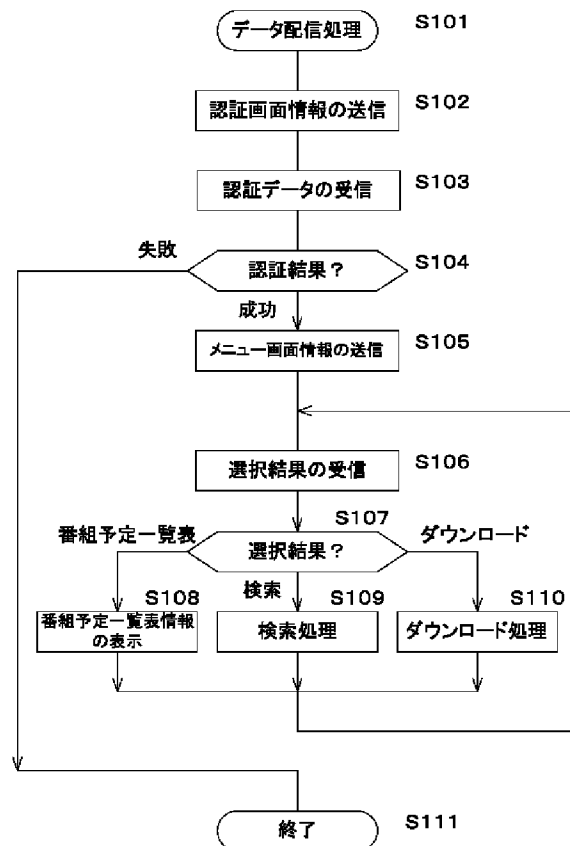 データ配信処理
S101
認証画面情報の送信
S102
認証データの受信
S103
失敗
認証結果？
S104
成功
メニュー画面情報の送信
S105
選択結果の受信
S106
S107
番組予定一覧表
選択結果？
ダウンロード
S108
検索
S109
S110
番組予定一覧表情報
の表示
検索処理
ダウンロード処理
終了
S111